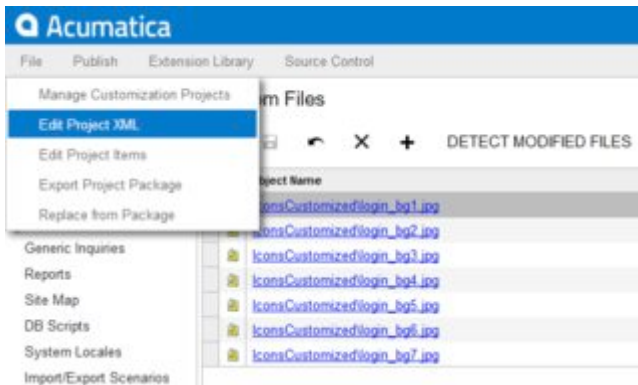 Acumatica
File Publish Extension Library Source Control
Manage Customization Projects
Edit Project XML
Edit Project Items
Export Project Package
Replace from Package
m Files
DETECT MODIFIED FILES
bject Name
IconsCustomized\login_bg1.jpg
IconsCustomized\login_bg2.jpg
IconsCustomized\login_bg3.jpg
IconsCustomized\login_bg4.jpg
IconsCustomized\login_bg5.jpg
IconsCustomized\login_bg6.jpg
IconsCustomized\login_bg7.jpg
Generic Inquiries
Reports
Site Map
DB Scripts
System Locales
Import/Export Scenarios